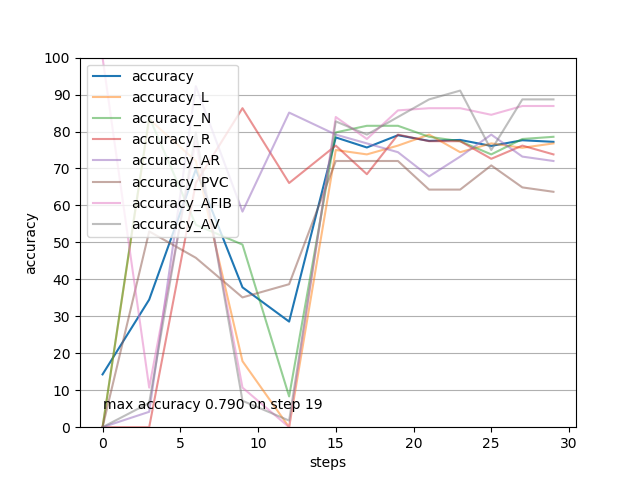 100
90
80
70
60
50
40
30
20
10
0
accuracy
accuracy
accuracy_L
accuracy_N
accuracy_R
accuracy_AR
accuracy_PVC
accuracy_AFIB
accuracy_AV
max accuracy 0.790 on step 19
0 5 10 15 20 25 30
steps